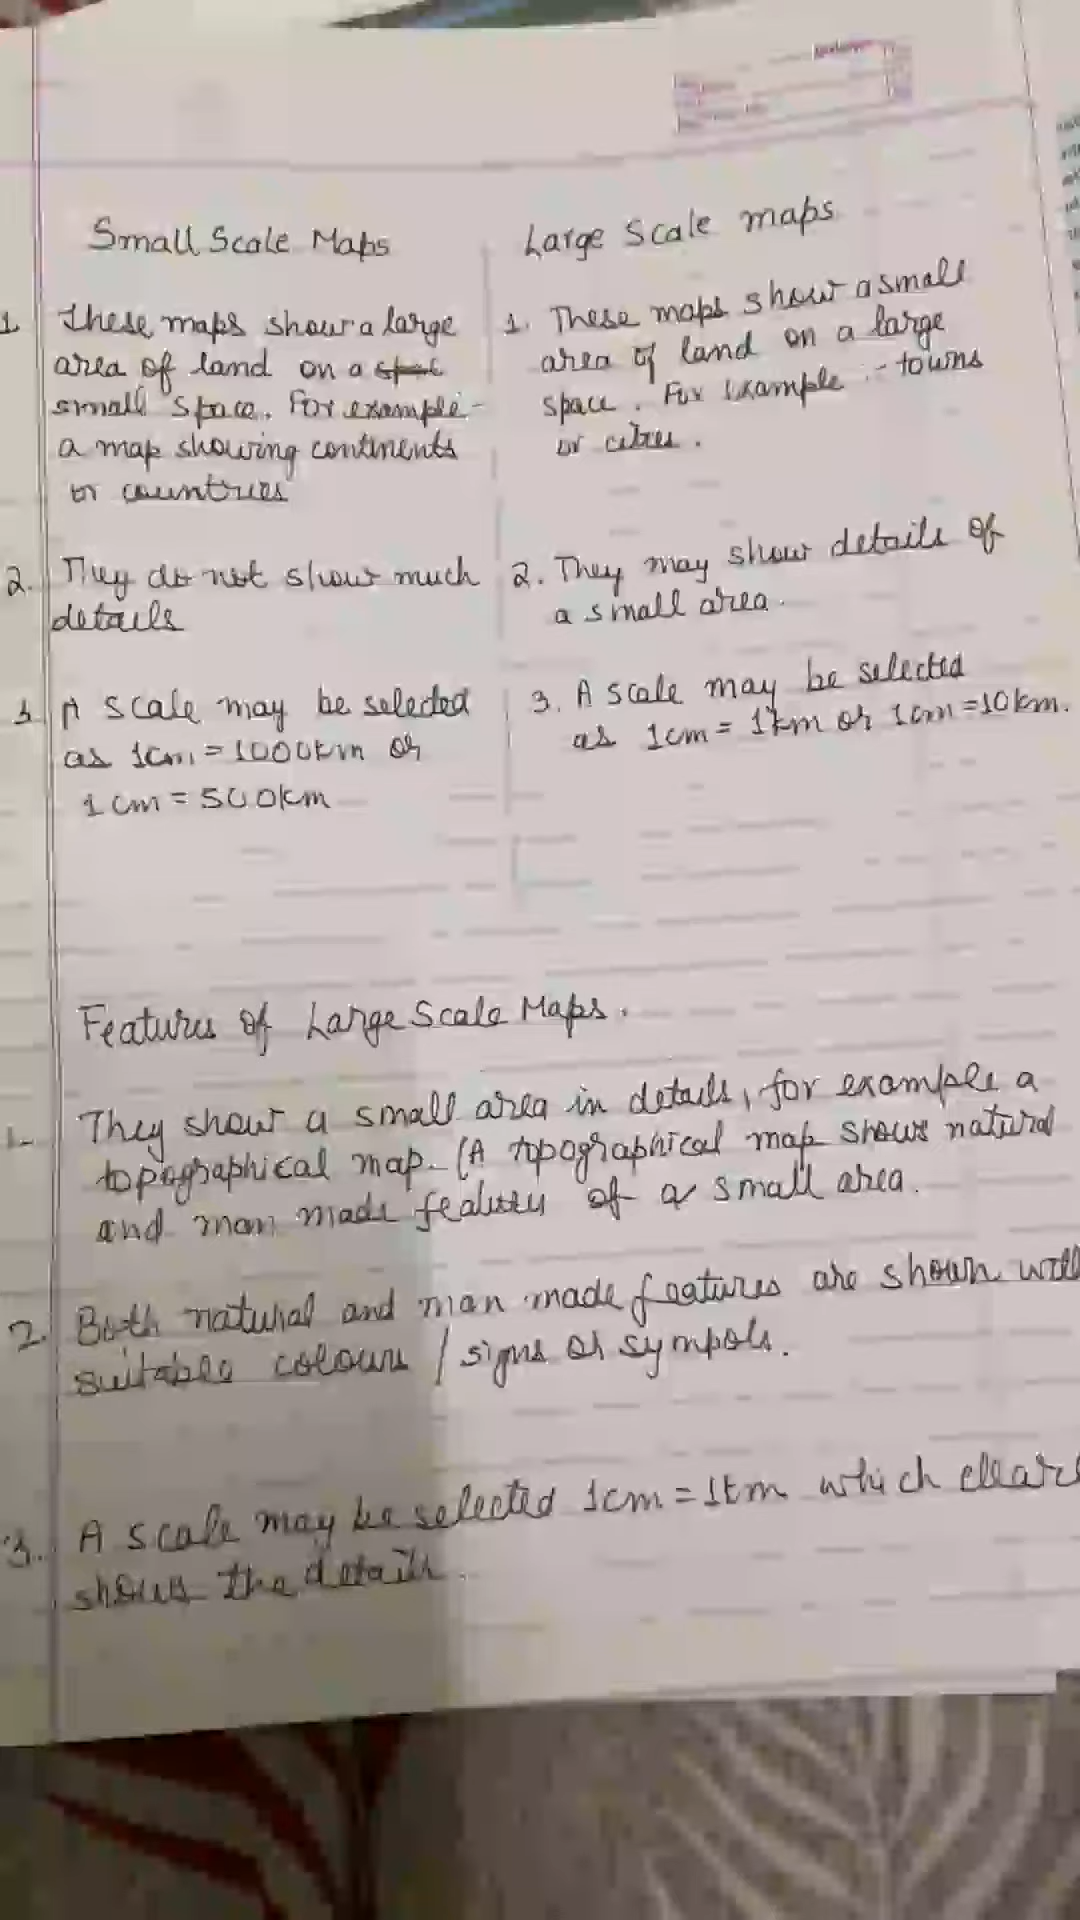 Small Scale Maps
1. These maps show a large
area of land on a
small space. For example -
a map showing continents
or countries
2. They do not show much
details
3. A scale may be selected
as 1cm = 1000km or
1 cm = 500km
Large Scale maps
1. These maps show a small
area of land on a large
space. For example :- towns
or cities.
2. They may show details of
a small area.
3. A scale may be selected
as 1cm = 1km or 1cm = 10km.
Features of Large Scale Maps.
1. They show a small area in details, for example a
topographical map. (A topographical map shows natural
and man made features of a small area.
2. Both natural and man made features are shown with
suitable colours / signs or symbols.
3. A scale may be selected 1cm = 1km which
shows the details.